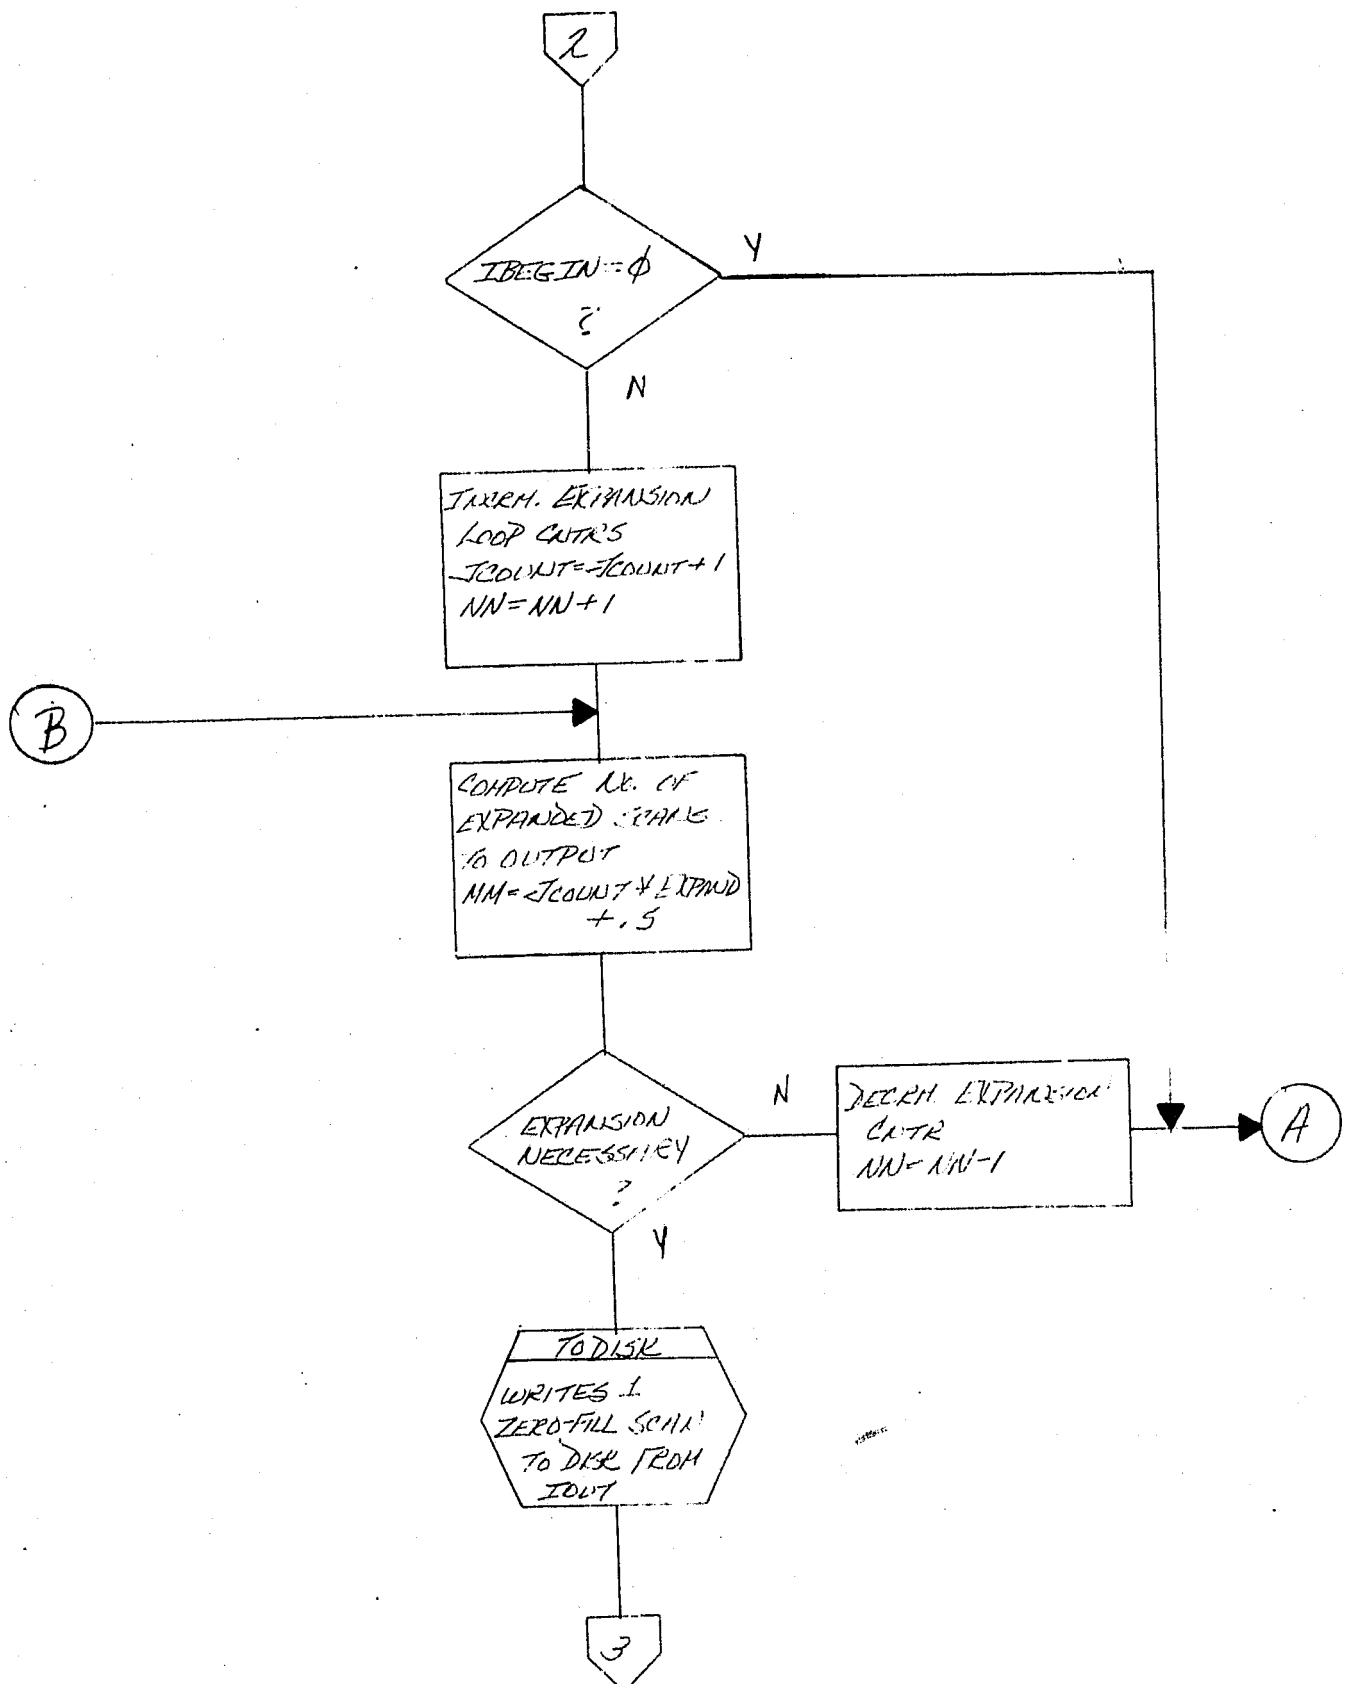 2
IBEGIN=φ
?
Y
N
INCRM. EXPANSION
LOOP CNTR'S
JCOUNT=JCOUNT+1
NN=NN+1
B
COMPUTE NO. OF
EXPANDED SCANS
TO OUTPUT
MM=JCOUNT*EXPAND
+.5
EXPANSION
NECESSARY
?
N
DECRM. EXPANSION
CNTR
NN=NN-1
A
Y
TODISK
WRITES 1
ZERO-FILL SCAN
TO DISK FROM
IOUT
3